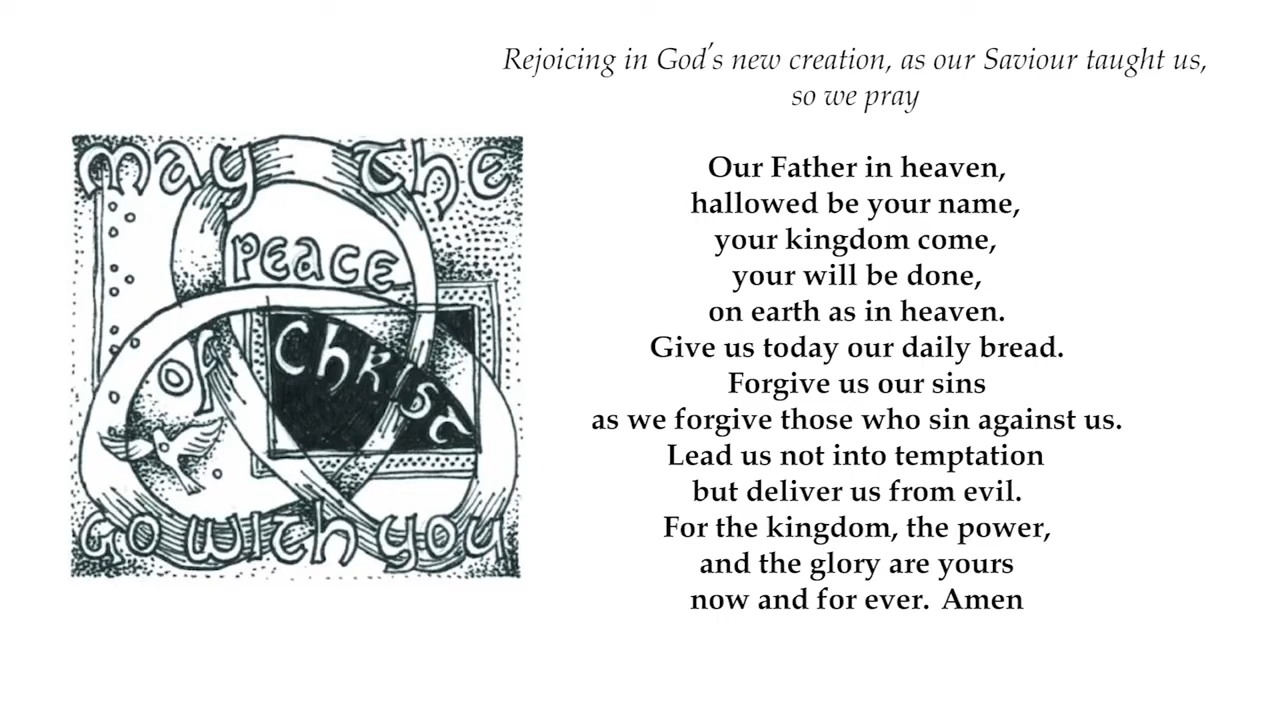 Rejoicing in God's new creation, as our Saviour taught us,
so we pray
May the
Peace
of Christ
go with you
Our Father in heaven,
hallowed be your name,
your kingdom come,
your will be done,
on earth as in heaven.
Give us today our daily bread.
Forgive us our sins
as we forgive those who sin against us.
Lead us not into temptation
but deliver us from evil.
For the kingdom, the power,
and the glory are yours
now and for ever. Amen